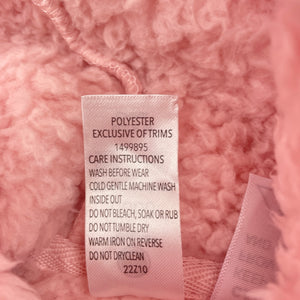 POLYESTER
EXCLUSIVE OF TRIMS
1499895
CARE INSTRUCTIONS
WASH BEFORE WEAR
COLD GENTLE MACHINE WASH
INSIDE OUT
DO NOT BLEACH, SOAK OR RUB
DO NOT TUMBLE DRY
WARM IRON ON REVERSE
DO NOT DRYCLEAN
22Z10